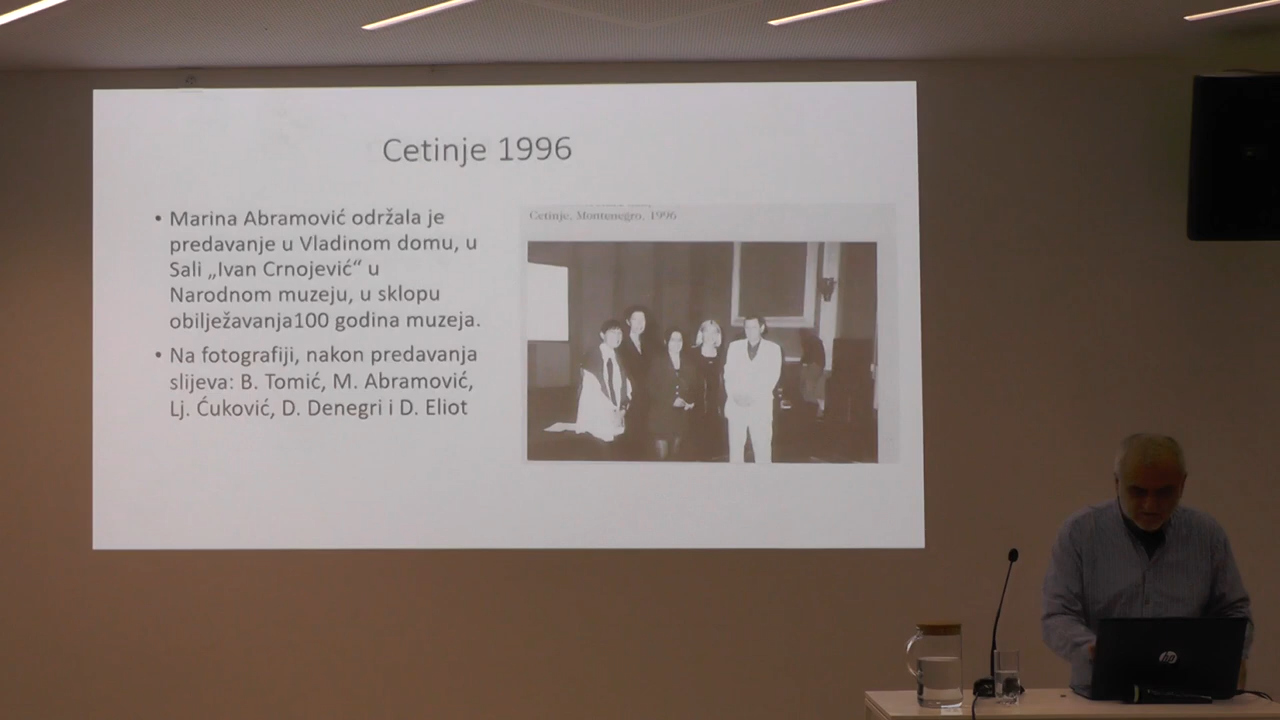 Cetinje 1996
• Marina Abramović održala je
predavanje u Vladinom domu, u
Sali „Ivan Crnojević“ u
Narodnom muzeju, u sklopu
obilježavanja100 godina muzeja.
• Na fotografiji, nakon predavanja
slijeva: B. Tomić, M. Abramović,
Lj. Ćuković, D. Denegri i D. Eliot
Cetinje, Montenegro, 1996
hp